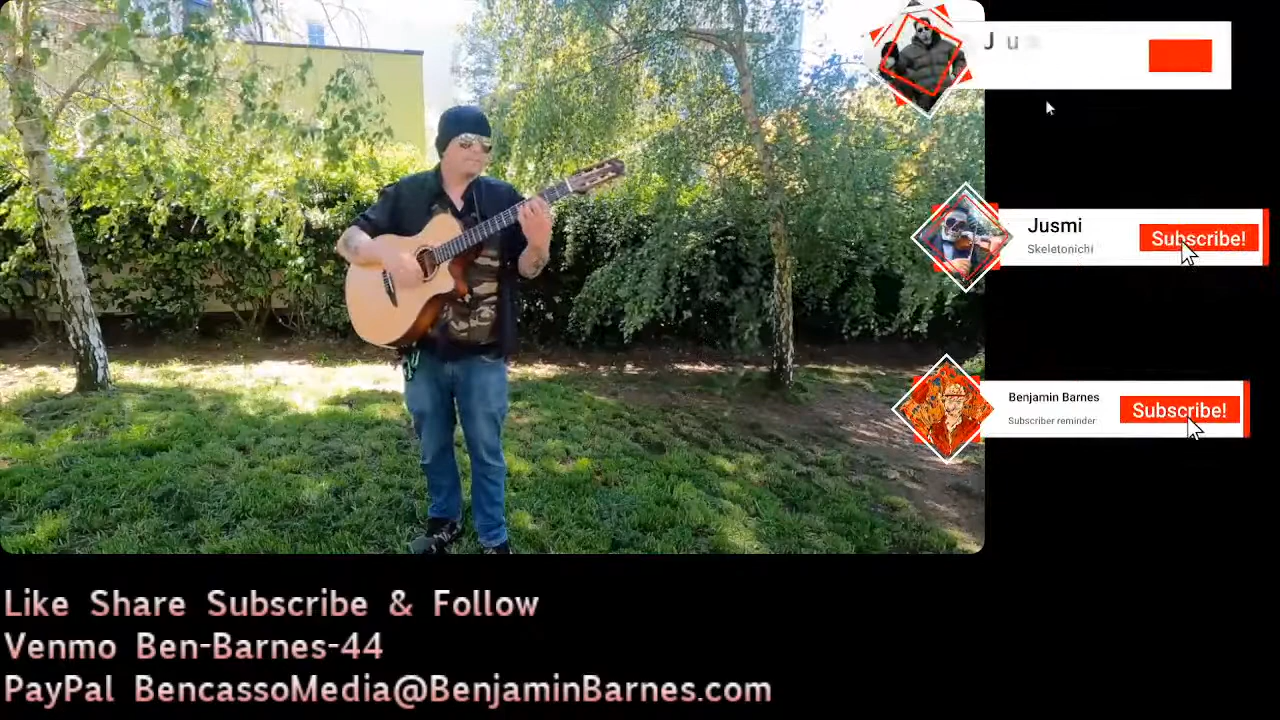 Ju
Jusmi
Skeletonichi
Subscribe!
Benjamin Barnes
Subscriber reminder
Subscribe!
Like Share Subscribe & Follow
Venmo Ben-Barnes-44
PayPal BencassoMedia@BenjaminBarnes.com